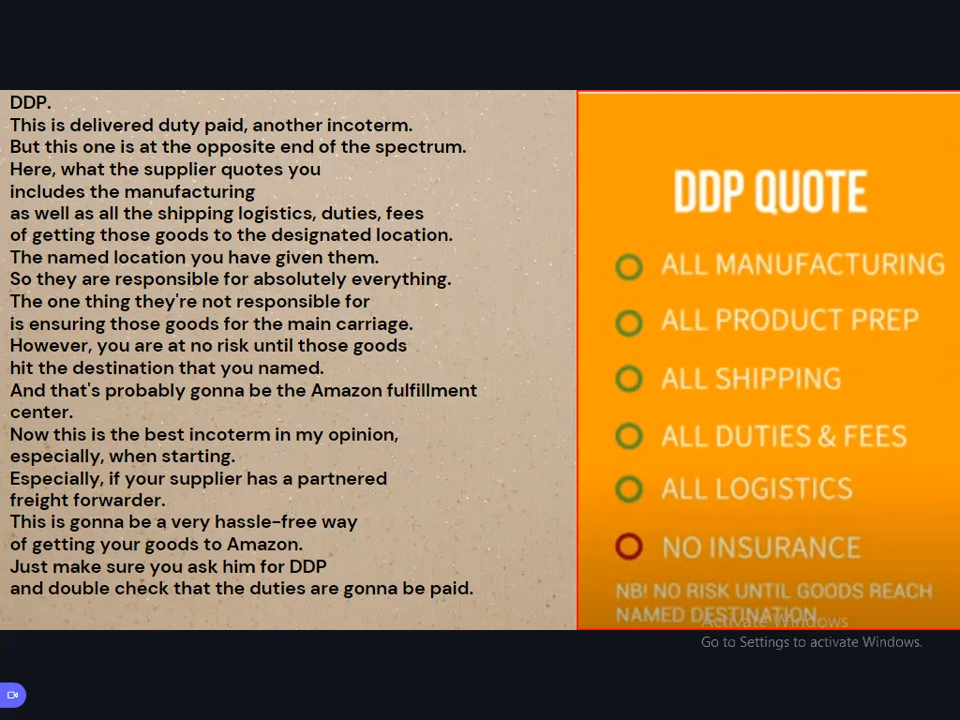 DDP.
This is delivered duty paid, another incoterm.
But this one is at the opposite end of the spectrum.
Here, what the supplier quotes you
includes the manufacturing
as well as all the shipping logistics, duties, fees
of getting those goods to the designated location.
The named location you have given them.
So they are responsible for absolutely everything.
The one thing they're not responsible for
is ensuring those goods for the main carriage.
However, you are at no risk until those goods
hit the destination that you named.
And that's probably gonna be the Amazon fulfillment
center.
Now this is the best incoterm in my opinion,
especially, when starting.
Especially, if your supplier has a partnered
freight forwarder.
This is gonna be a very hassle-free way
of getting your goods to Amazon.
Just make sure you ask him for DDP
and double check that the duties are gonna be paid.
DDP QUOTE
ALL MANUFACTURING
ALL PRODUCT PREP
ALL SHIPPING
ALL DUTIES & FEES
ALL LOGISTICS
NO INSURANCE
NB! NO RISK UNTIL GOODS REACH
NAMED DESTINATION
Activate Windows
Go to Settings to activate Windows.